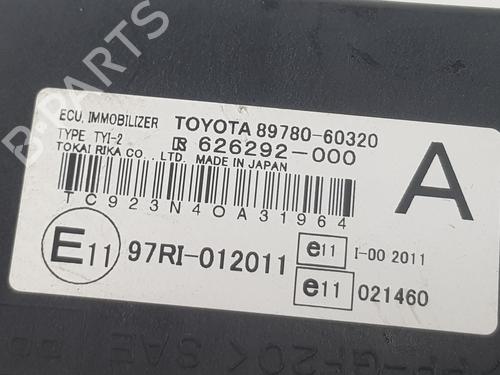 B-PARTS
ECU, IMMOBILIZER TOYOTA 89780-60320
TYPE TYI-2 626292-000
TOKAI RIKA CO., LTD. MADE IN JAPAN
A
TC923N40A31964
E11 97RI-012011 e11 I-00 2011
e11 021460